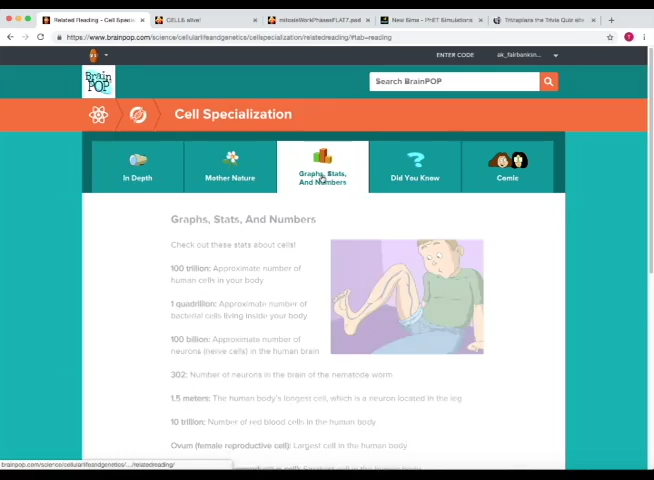 Related Reading - Cell Specia
CELLS alive!
mitosisWorkPhasesFLAT7.psd
New Sims - PhET Simulations
Triviaplaza the Trivia Quiz site
https://www.brainpop.com/science/cellularlifeandgenetics/cellspecialization/relatedreading/#tab=reading
ENTER CODE
ak_fairbanksn...
Brain POP
Search BrainPOP
Cell Specialization
In Depth
Mother Nature
Graphs, Stats,
And Numbers
Did You Know
Comic
Graphs, Stats, And Numbers
Check out these stats about cells!
100 trillion: Approximate number of
human cells in your body
1 quadrillion: Approximate number of
bacterial cells living inside your body
100 billion: Approximate number of
neurons (nerve cells) in the human brain
302: Number of neurons in the brain of the nematode worm
1.5 meters: The human body's longest cell, which is a neuron located in the leg
10 trillion: Number of red blood cells in the human body
Ovum (female reproductive cell): Largest cell in the human body
brainpop.com/science/cellularlifeandgenetics/.../relatedreading/